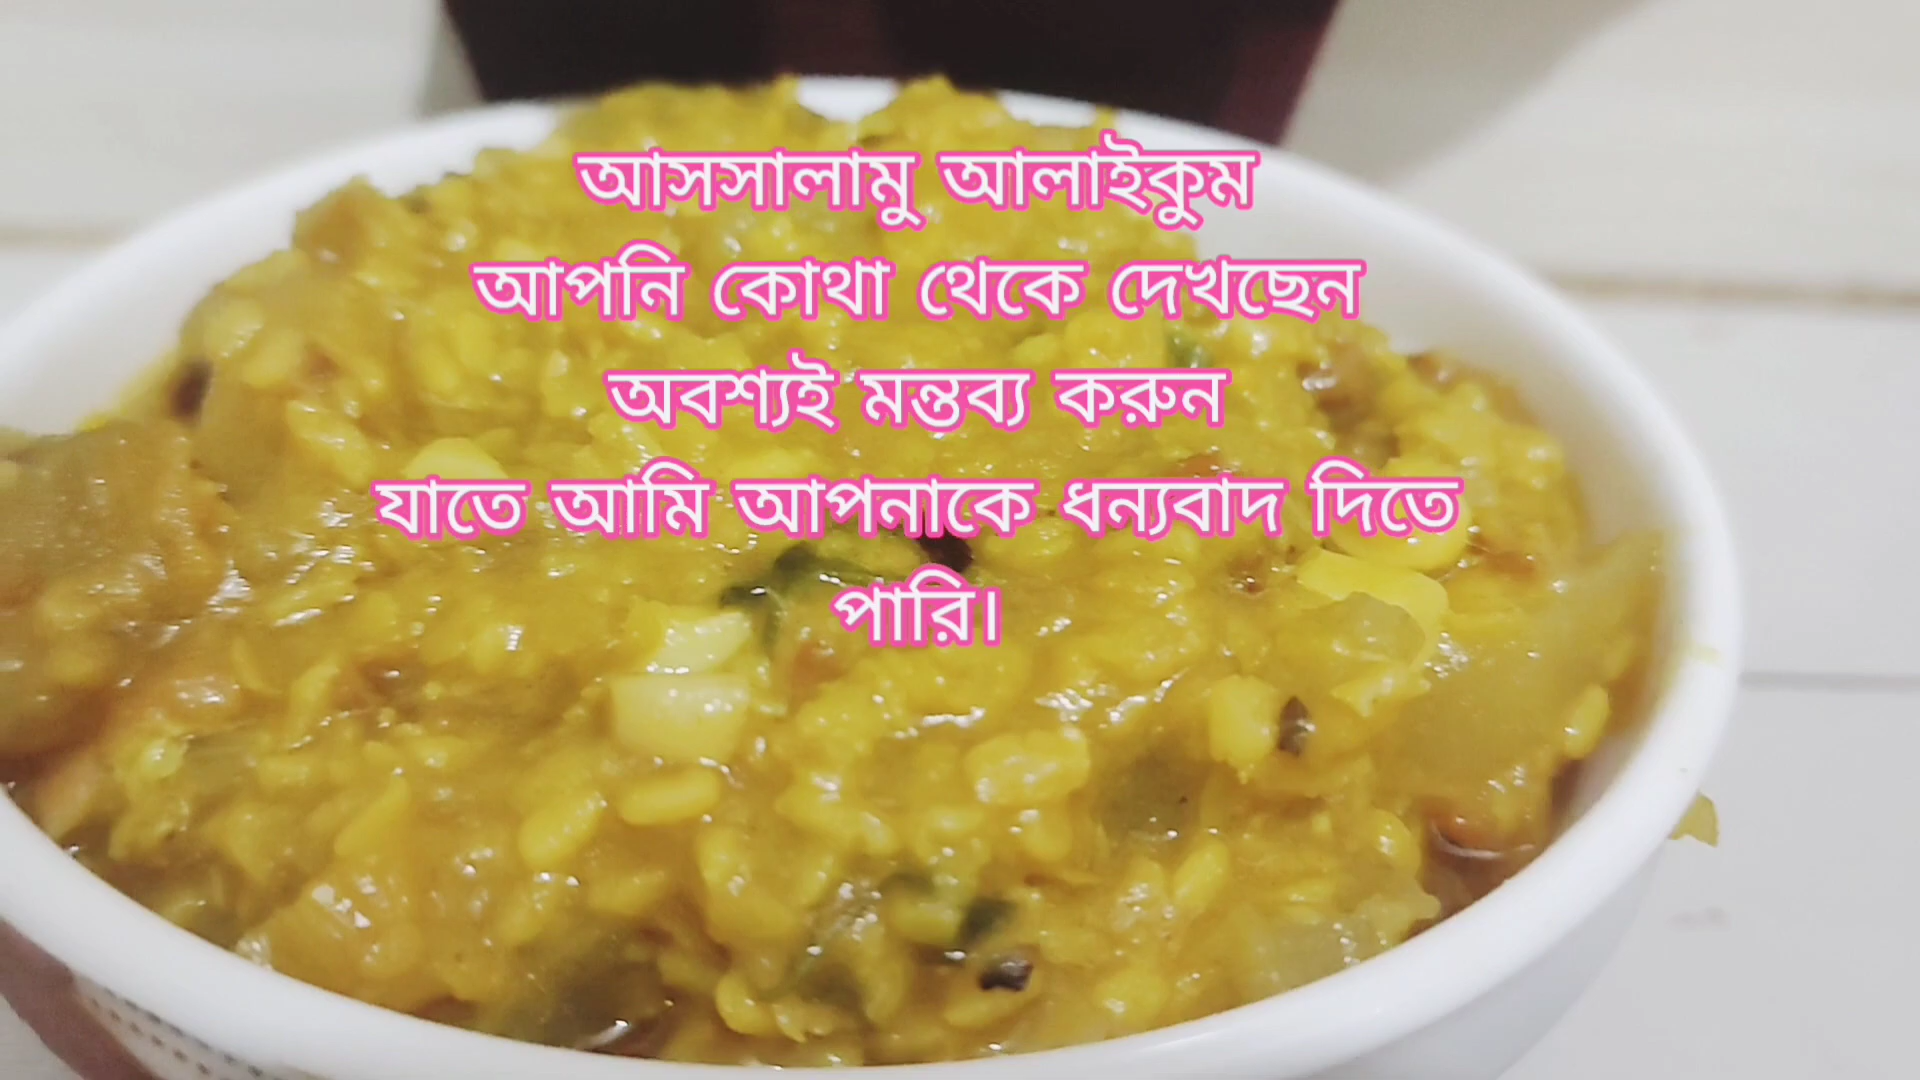 আসসালামু আলাইকুম
আপনি কোথা থেকে দেখছেন
অবশ্যই মন্তব্য করুন
যাতে আমি আপনাকে ধন্যবাদ দিতে
পারি।